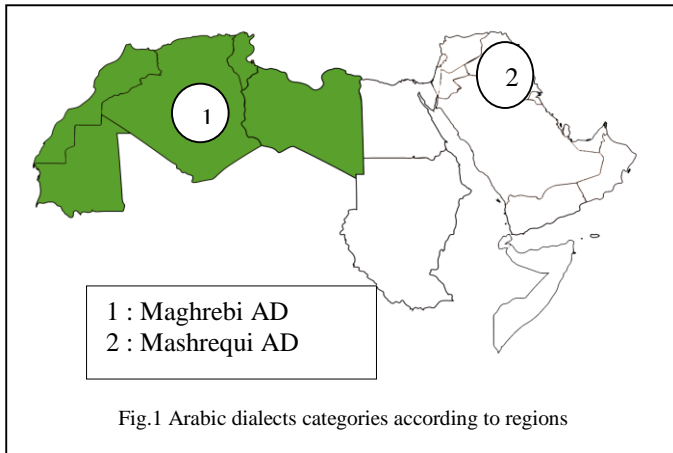 1
2
1 : Maghrebi AD
2 : Mashrequi AD
Fig.1 Arabic dialects categories according to regions